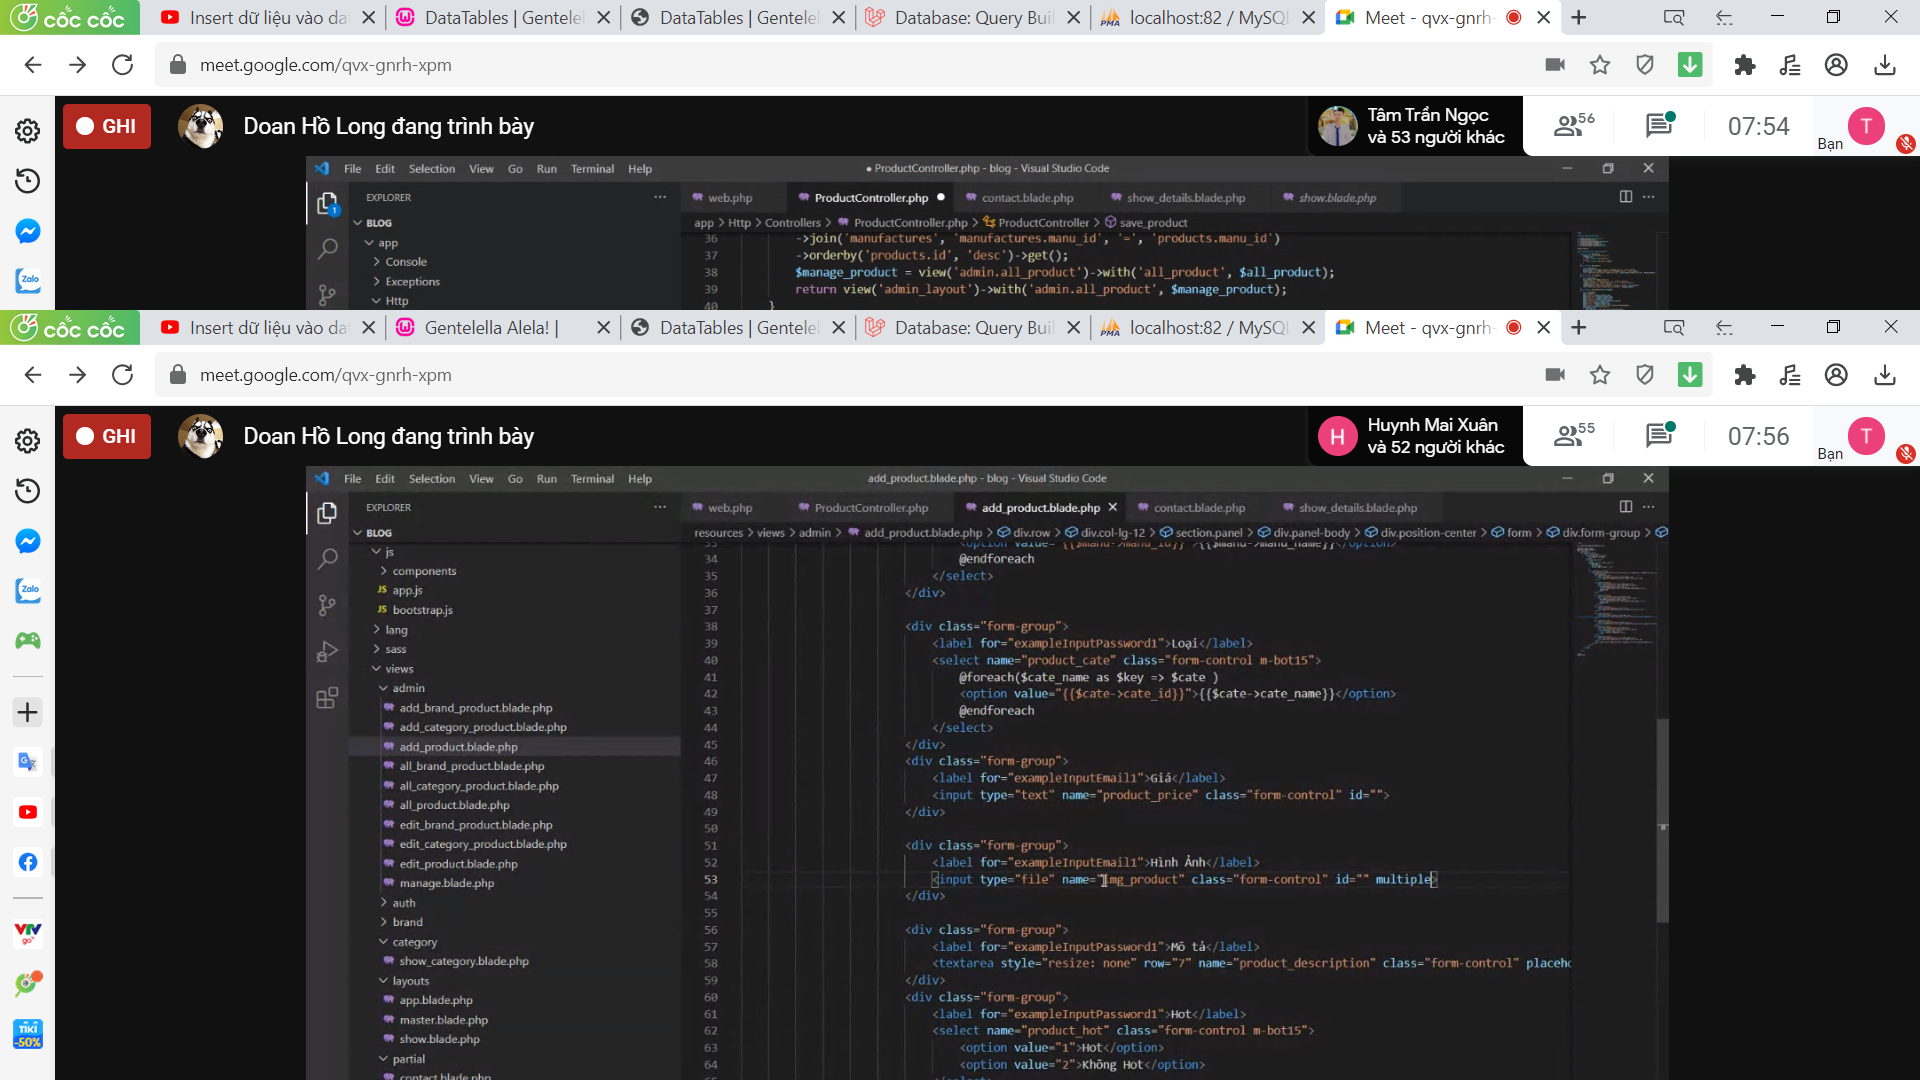 cốc cốc Insert dữ liệu vào da DataTables | Gentele DataTables | Gentele Database: Query Buil localhost:82 / MySQL Meet - qvx-gnrh-
meet.google.com/qvx-gnrh-xpm
GHI Doan Hồ Long đang trình bày Tâm Trần Ngọc 56 07:54 T
và 53 người khác Bạn
File Edit Selection View Go Run Terminal Help ● ProductController.php - blog - Visual Studio Code
EXPLORER ... web.php ProductController.php ● contact.blade.php show_details.blade.php show.blade.php
1
BLOG app > Http > Controllers > ProductController.php > ProductController > save_product
app 36 ->join('manufactures', 'manufactures.manu_id', '=', 'products.manu_id')
Console 37 ->orderby('products.id', 'desc')->get();
Exceptions 38 $manage_product = view('admin.all_product')->with('all_product', $all_product);
Http 39 return view('admin_layout')->with('admin.all_product', $manage_product);
40 }
Zalo
cốc cốc Insert dữ liệu vào da Gentelella Alela! | DataTables | Gentele Database: Query Buil localhost:82 / MySQL Meet - qvx-gnrh-
meet.google.com/qvx-gnrh-xpm
GHI Doan Hồ Long đang trình bày H Huynh Mai Xuân 55 07:56 T
và 52 người khác Bạn
File Edit Selection View Go Run Terminal Help add_product.blade.php - blog - Visual Studio Code
EXPLORER ... web.php ProductController.php add_product.blade.php contact.blade.php show_details.blade.php
BLOG resources > views > admin > add_product.blade.php > div.row > div.col-lg-12 > section.panel > div.panel-body > div.position-center > form > div.form-group >
33 <option value="{{$manu->manu_id}}">{{$manu->manu_name}}</option>
js 34 @endforeach
components 35 </select>
JS app.js 36 </div>
JS bootstrap.js 37
lang 38 <div class="form-group">
sass 39 <label for="exampleInputPassword1">Loại</label>
views 40 <select name="product_cate" class="form-control m-bot15">
admin 41 @foreach($cate_name as $key => $cate )
add_brand_product.blade.php 42 <option value="{{$cate->cate_id}}">{{$cate->cate_name}}</option>
add_category_product.blade.php 43 @endforeach
44 </select>
add_product.blade.php 45 </div>
all_brand_product.blade.php 46 <div class="form-group">
all_category_product.blade.php 47 <label for="exampleInputEmail1">Giá</label>
all_product.blade.php 48 <input type="text" name="product_price" class="form-control" id="">
edit_brand_product.blade.php 49 </div>
50
edit_category_product.blade.php 51 <div class="form-group">
edit_product.blade.php 52 <label for="exampleInputEmail1">Hình Ảnh</label>
manage.blade.php 53 <input type="file" name="img_product" class="form-control" id="" multiple>
auth 54 </div>
brand 55
56 <div class="form-group">
category 57 <label for="exampleInputPassword1">Mô tả</label>
show_category.blade.php 58 <textarea style="resize: none" row="7" name="product_description" class="form-control" placeho
layouts 59 </div>
app.blade.php 60 <div class="form-group">
master.blade.php 61 <label for="exampleInputPassword1">Hot</label>
show.blade.php 62 <select name="product_hot" class="form-control m-bot15">
63 <option value="1">Hot</option>
partial 64 <option value="2">Không Hot</option>
contact.blade.php
Zalo
VTV
go
TIKI
-50%